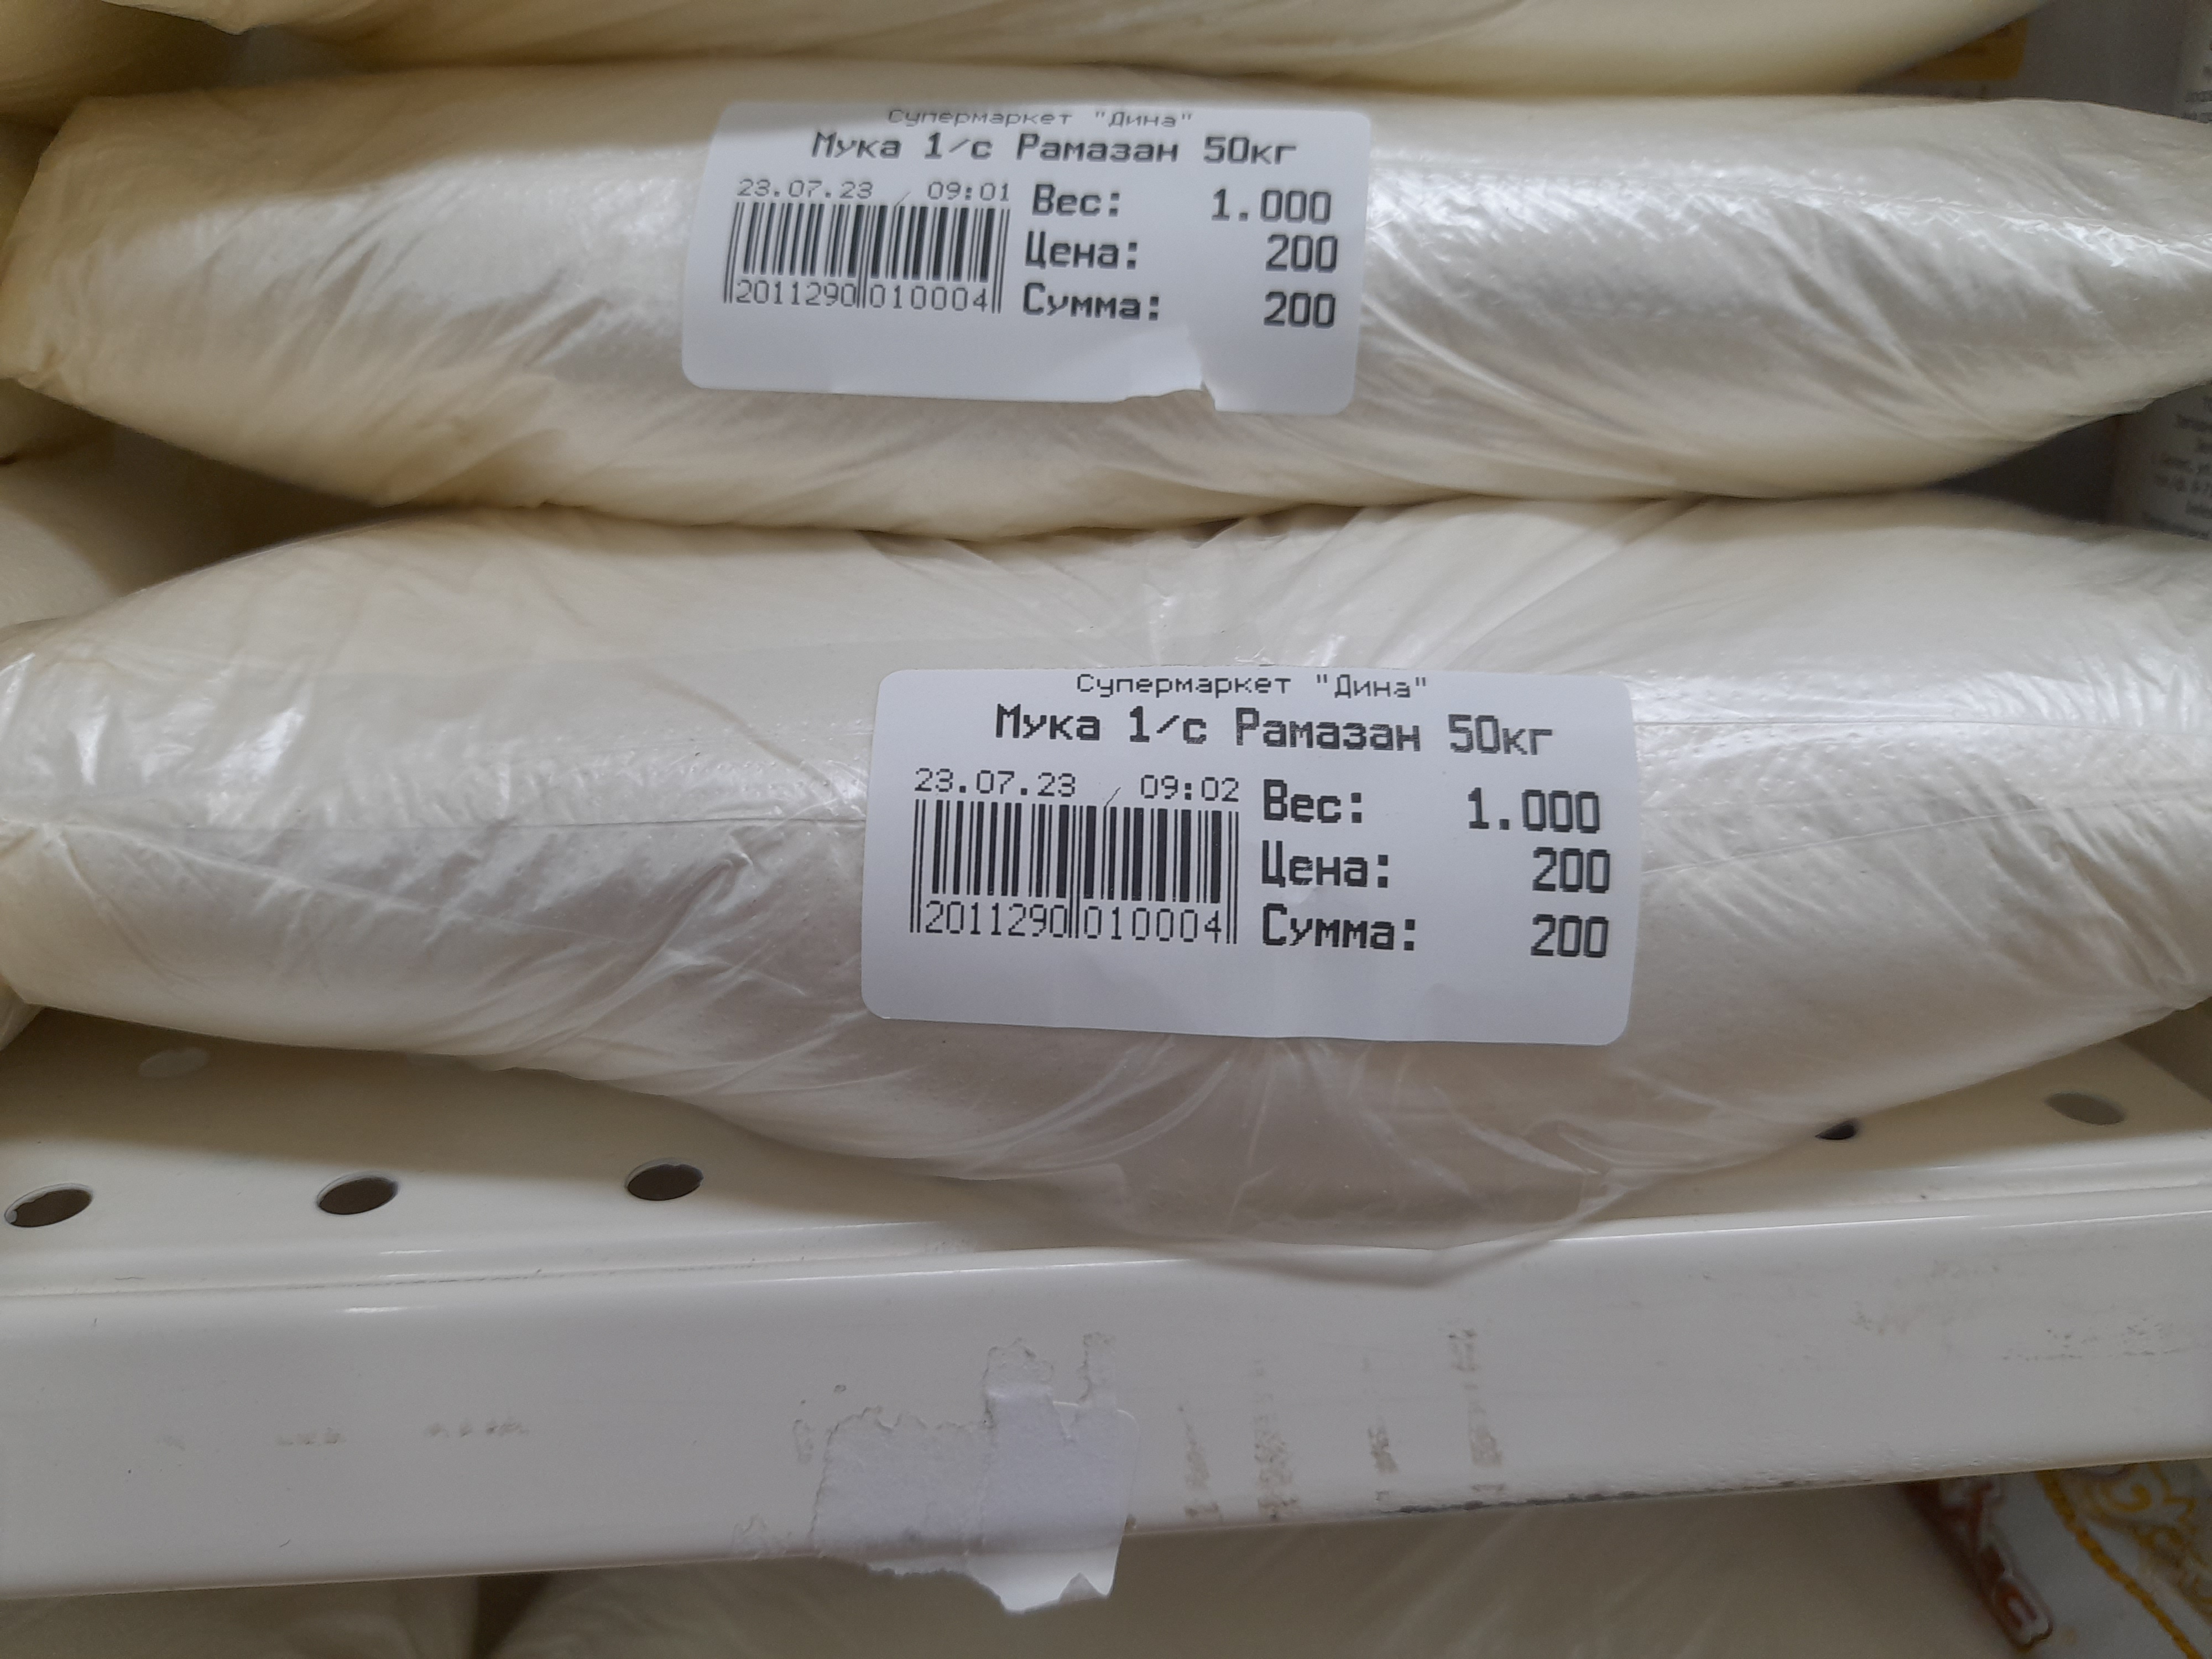 Супермаркет "Дина"
Мука 1/с Рамазан 50кг
23.07.23 / 09:01
Вес: 1.000
Цена: 200
Сумма: 200
2011290 010004
Супермаркет "Дина"
Мука 1/с Рамазан 50кг
23.07.23 / 09:02
Вес: 1.000
Цена: 200
Сумма: 200
2011290 010004